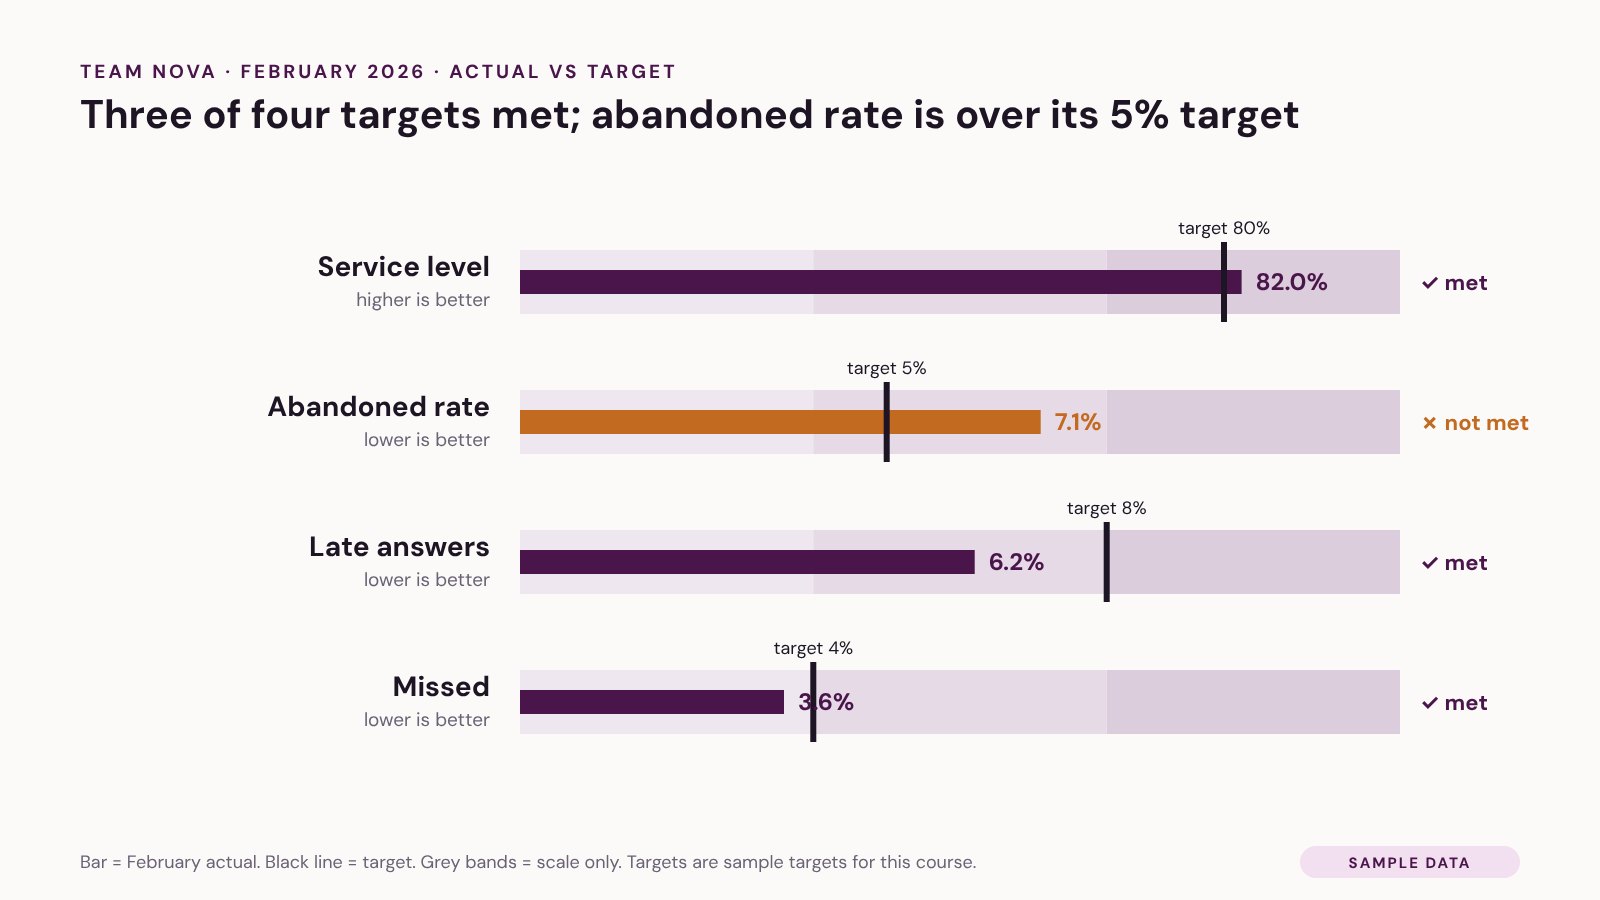 TEAM NOVA · FEBRUARY 2026 · ACTUAL VS TARGET
Three of four targets met; abandoned rate is over its 5% target
target 80%
Service level
higher is better
82.0%
✓ met
target 5%
Abandoned rate
lower is better
7.1%
× not met
target 8%
Late answers
lower is better
6.2%
✓ met
target 4%
Missed
lower is better
3.6%
✓ met
Bar = February actual. Black line = target. Grey bands = scale only. Targets are sample targets for this course.
SAMPLE DATA